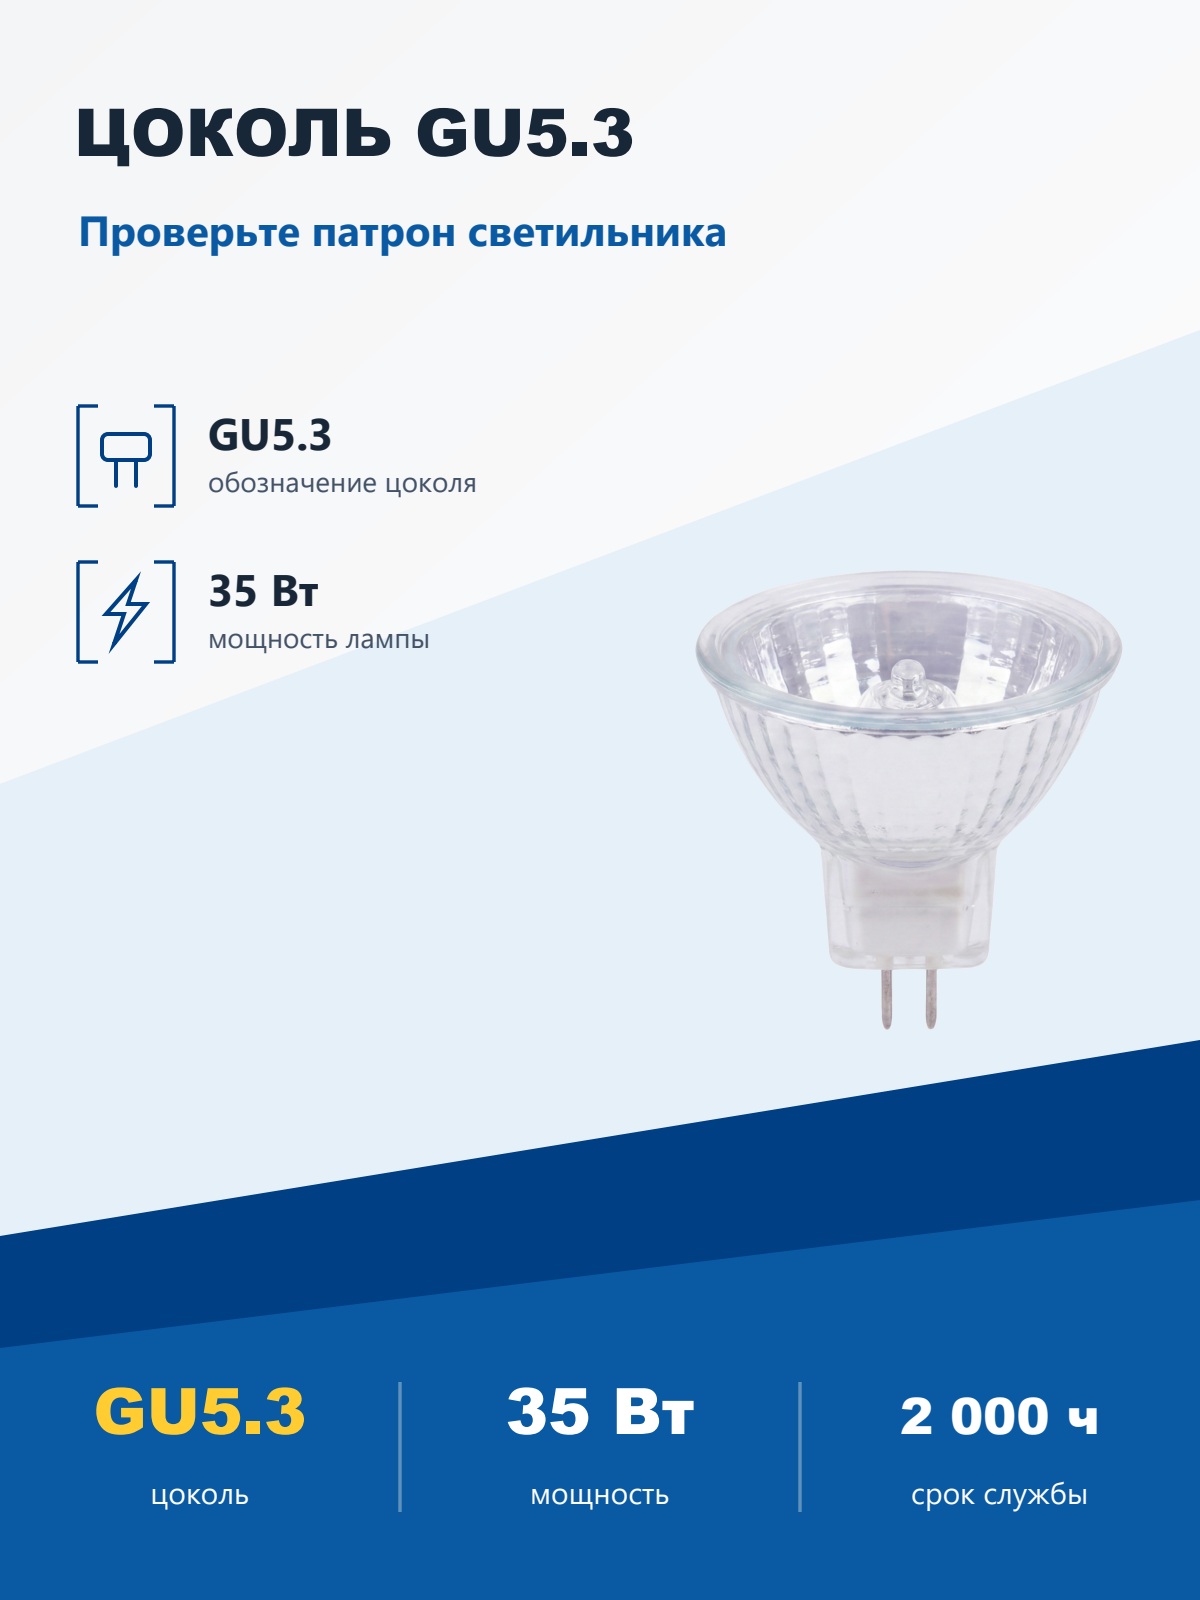 ЦОКОЛЬ GU5.3
Проверьте патрон светильника
GU5.3
обозначение цоколя
35 Вт
мощность лампы
GU5.3
цоколь
35 Вт
мощность
2 000 ч
срок службы